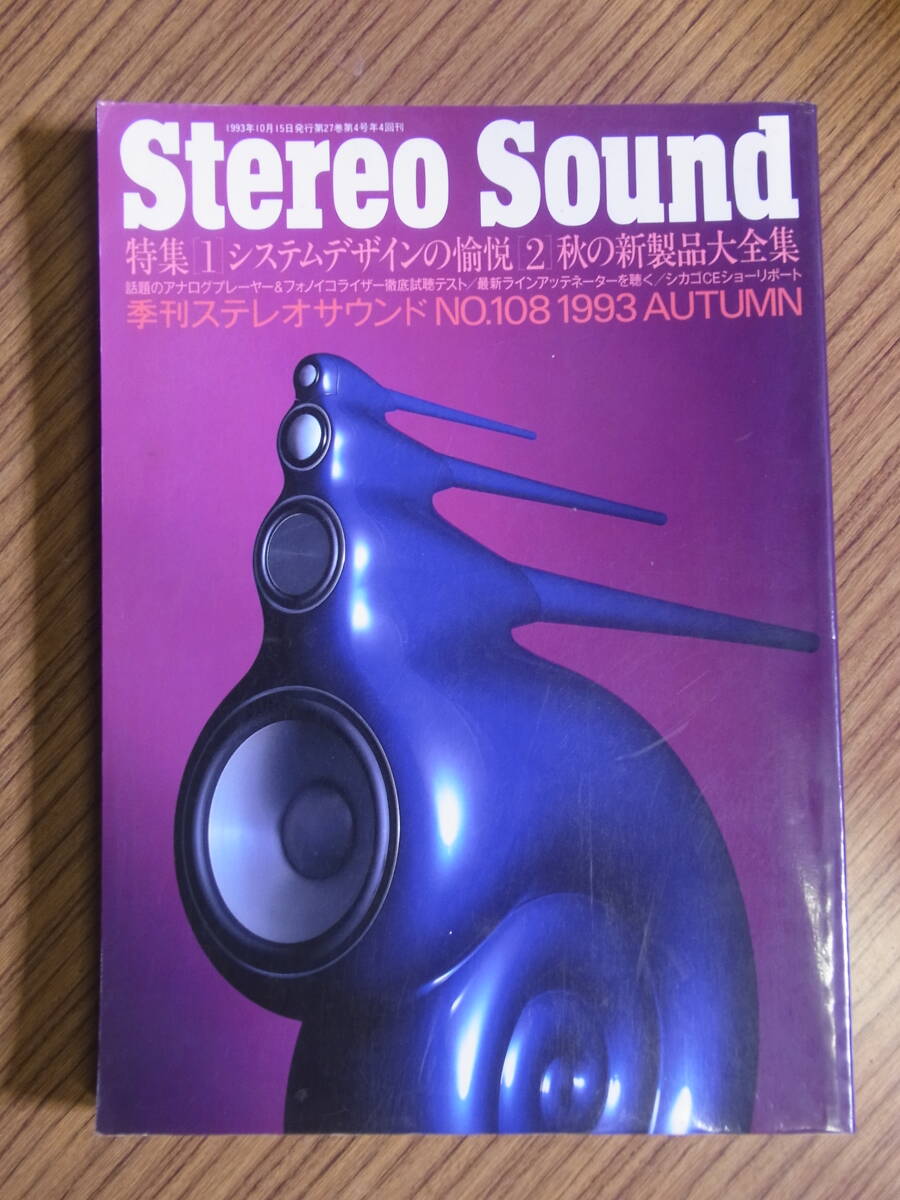 1993年10月15日発行第27巻第4号年4回刊
Stereo Sound
特集[1]システムデザインの愉悦[2]秋の新製品大全集
話題のアナログプレーヤー&フォノイコライザー徹底試聴テスト/最新ラインアッテネーターを聴く/シカゴCEショーリポート
季刊ステレオサウンド NO.108 1993 AUTUMN